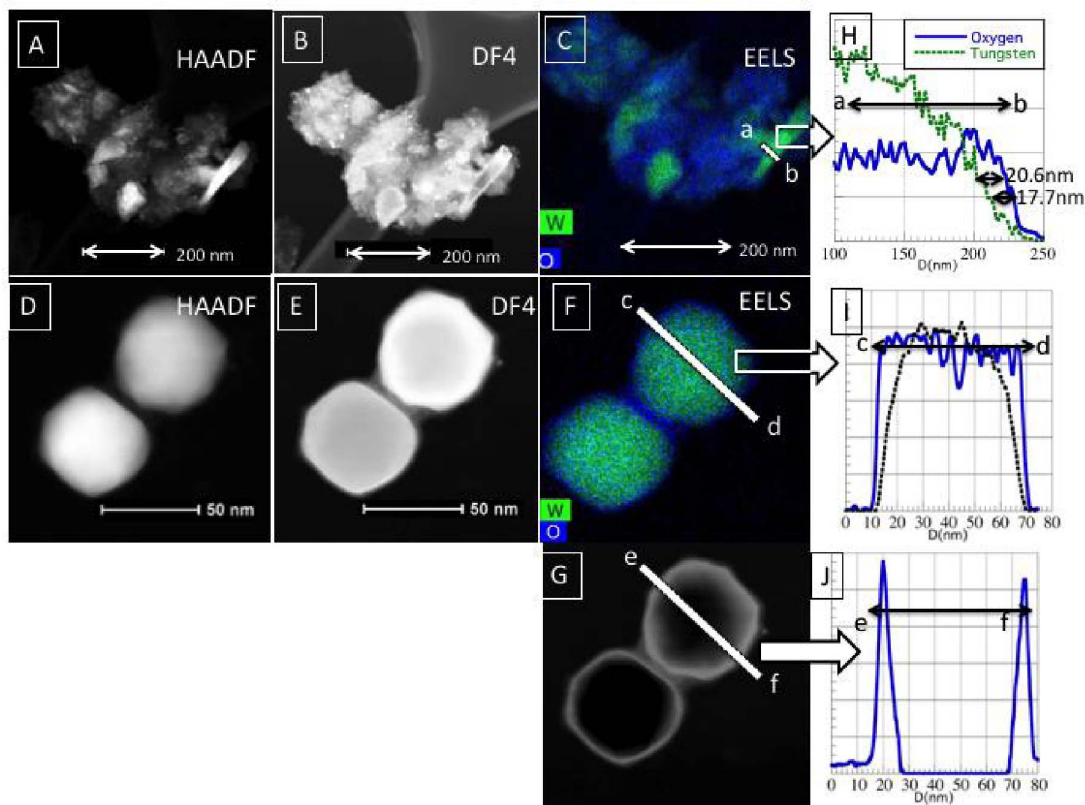 A
HAADF
200 nm
B
DF4
200 nm
C
EELS
a
b
W
O
200 nm
H
Oxygen
Tungsten
a
b
20.6nm
17.7nm
100 150 200 250
D(nm)
D
HAADF
50 nm
E
DF4
50 nm
F
EELS
c
d
W
O
I
c
d
0 10 20 30 40 50 60 70 80
D(nm)
G
e
f
J
e
f
0 10 20 30 40 50 60 70 80
D(nm)